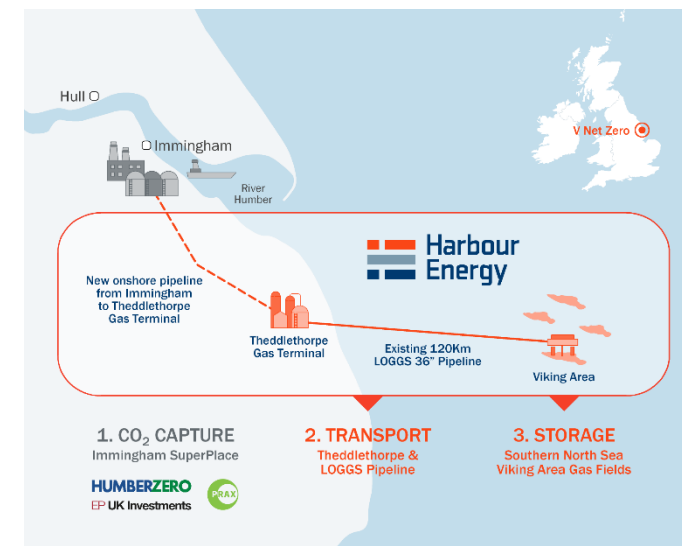 Hull
Immingham
River
Humber
V Net Zero
Harbour
Energy
New onshore pipeline
from Immingham
to Theddlethorpe
Gas Terminal
Theddlethorpe
Gas Terminal
Existing 120Km
LOGGS 36” Pipeline
Viking Area
1. CO₂ CAPTURE
Immingham SuperPlace
HUMBERZERO
EP UK Investments
PRAX
2. TRANSPORT
Theddlethorpe &
LOGGS Pipeline
3. STORAGE
Southern North Sea
Viking Area Gas Fields